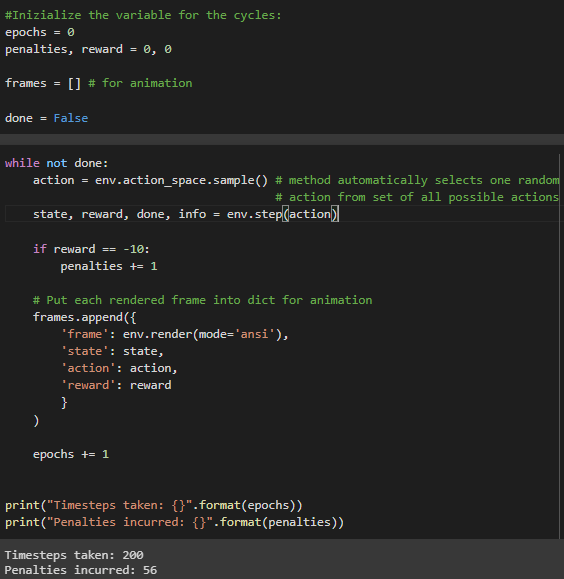 #Inizialize the variable for the cycles:
epochs = 0
penalties, reward = 0, 0
frames = [] # for animation
done = False
while not done:
    action = env.action_space.sample() # method automatically selects one random
                                       # action from set of all possible actions
    state, reward, done, info = env.step(action)
    if reward == -10:
        penalties += 1
    # Put each rendered frame into dict for animation
    frames.append({
        'frame': env.render(mode='ansi'),
        'state': state,
        'action': action,
        'reward': reward
        }
    )
    epochs += 1
print("Timesteps taken: {}".format(epochs))
print("Penalties incurred: {}".format(penalties))
Timesteps taken: 200
Penalties incurred: 56